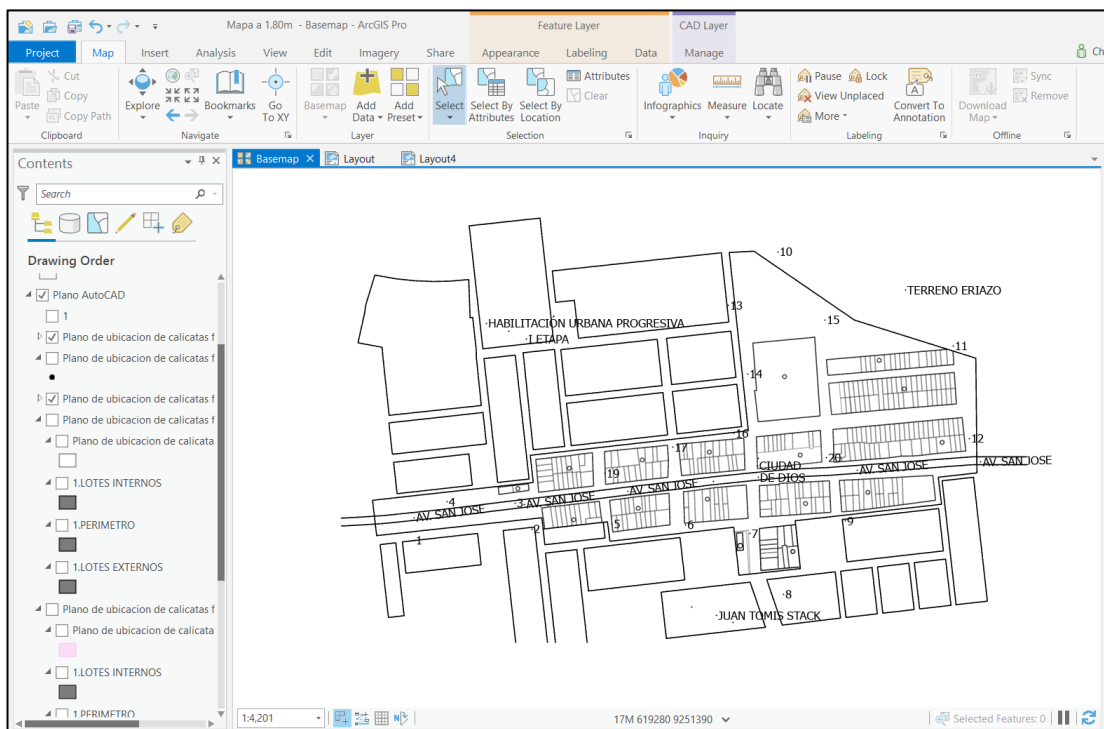 Mapa a 1.80m - Basemap - ArcGIS Pro
Feature Layer
CAD Layer
Project
Map
Insert
Analysis
View
Edit
Imagery
Share
Appearance
Labeling
Data
Manage
Ch
Paste
Cut
Copy
Copy Path
Clipboard
Explore
Bookmarks
Go To XY
Navigate
Basemap
Add Data
Add Preset
Layer
Select
Select By Attributes
Select By Location
Attributes
Clear
Selection
Infographics
Measure
Locate
Inquiry
Pause
Lock
View Unplaced
More
Convert To Annotation
Labeling
Download Map
Sync
Remove
Offline
Contents
Search
Drawing Order
Plano AutoCAD
1
Plano de ubicacion de calicatas f
Plano de ubicacion de calicatas f
Plano de ubicacion de calicatas f
Plano de ubicacion de calicatas f
Plano de ubicacion de calicata
1.LOTES INTERNOS
1.PERIMETRO
1.LOTES EXTERNOS
Plano de ubicacion de calicatas f
Plano de ubicacion de calicata
1.LOTES INTERNOS
1.PERIMETRO
Basemap
Layout
Layout4
10
TERRENO ERIAZO
13
15
HABILITACIÓN URBANA PROGRESIVA
I ETAPA
11
14
16
12
17
20
CIUDAD
DE DIOS
AV. SAN JOSE
AV. SAN JOSE
19
AV. SAN JOSE
4
3
AV. SAN JOSE
AV. SAN JOSE
1
2
5
6
7
9
8
JUAN TOMIS STACK
1:4,201
17M 619280 9251390
Selected Features: 0